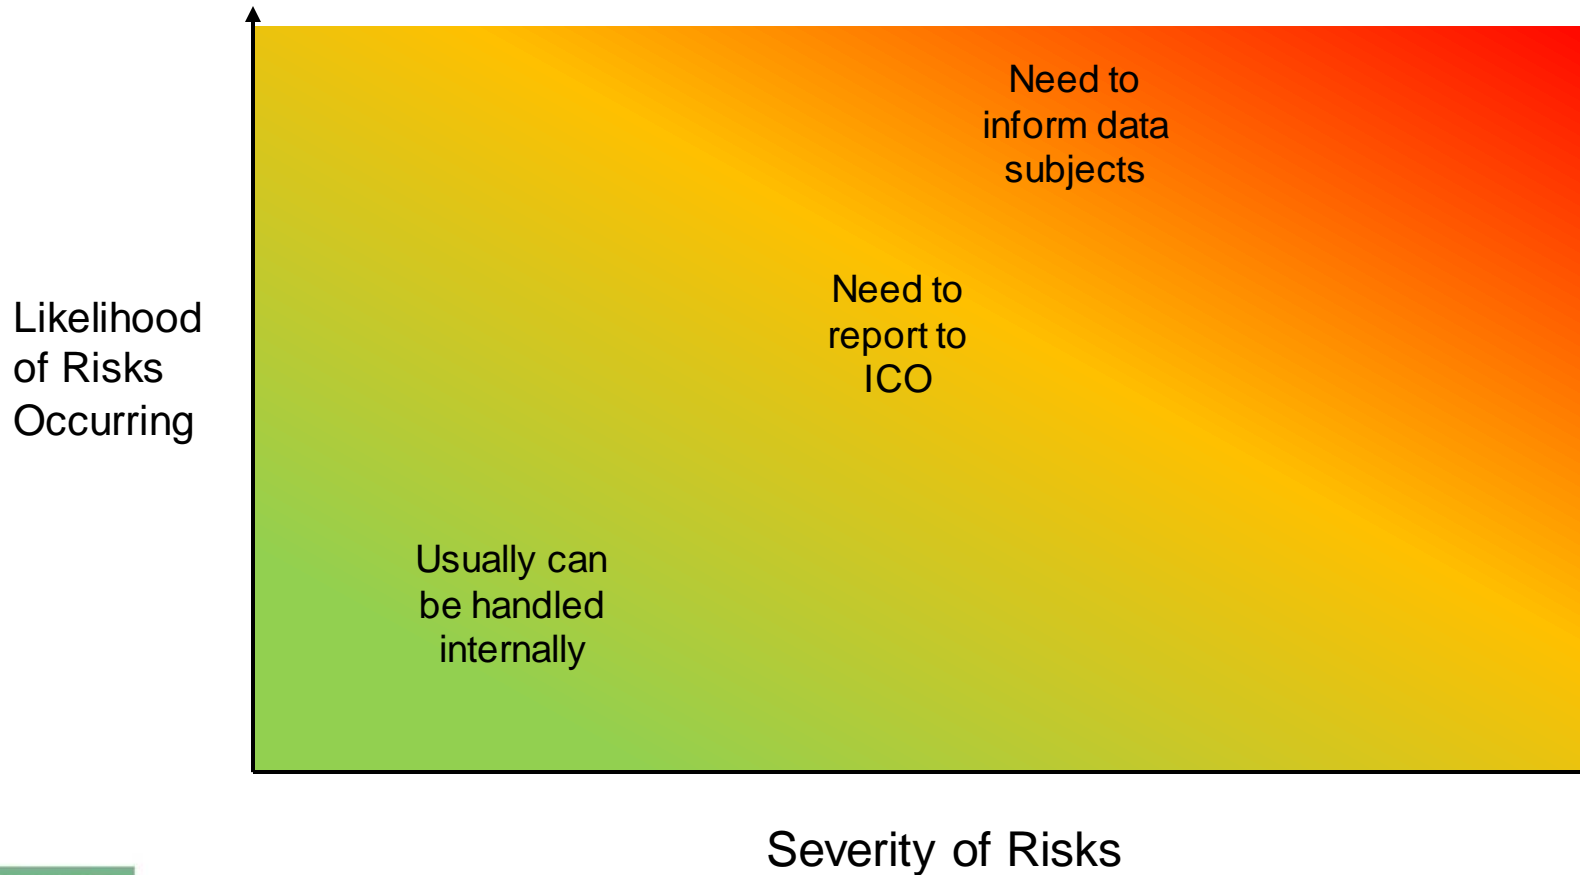 Need to
inform data
subjects
Need to
report to
ICO
Likelihood
of Risks
Occurring
Usually can
be handled
internally
Severity of Risks